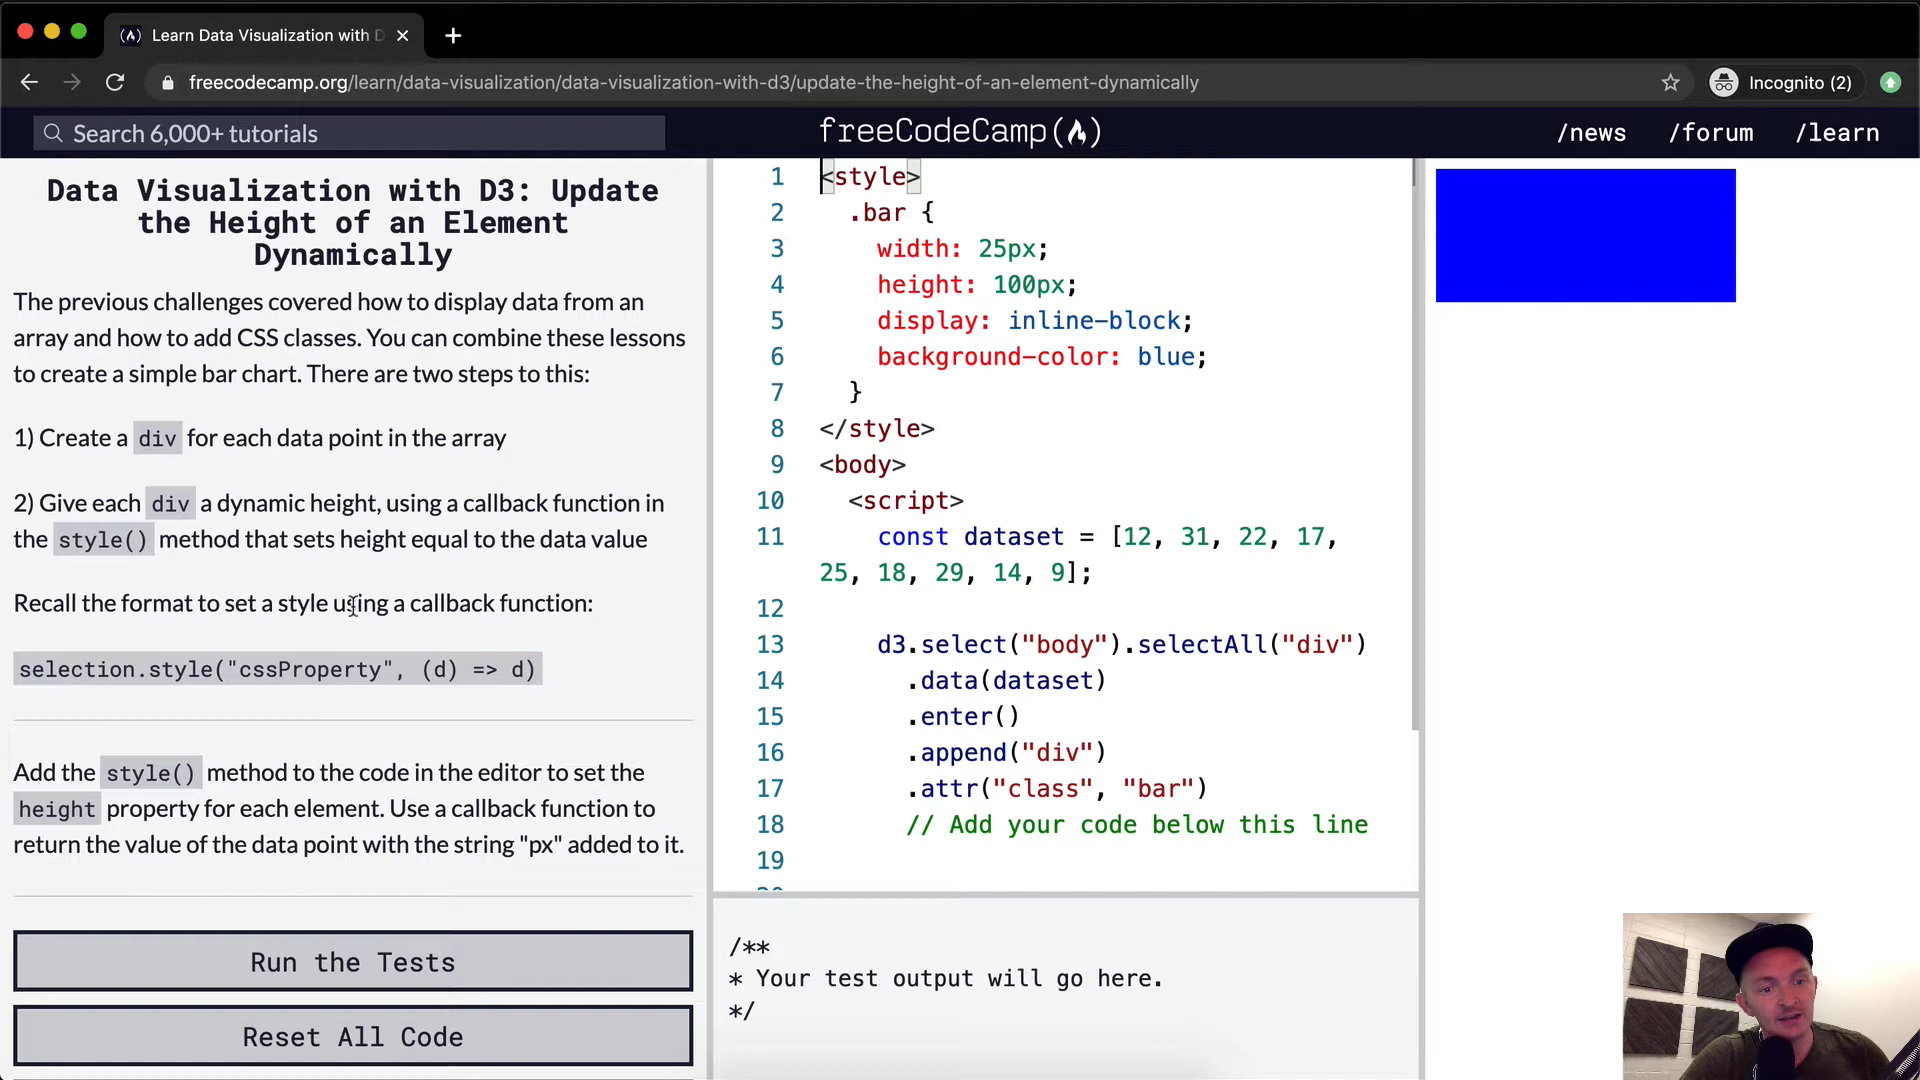 Learn Data Visualization with D
freecodecamp.org/learn/data-visualization/data-visualization-with-d3/update-the-height-of-an-element-dynamically
Incognito (2)
Search 6,000+ tutorials
freeCodeCamp
/news
/forum
/learn
Data Visualization with D3: Update
the Height of an Element
Dynamically
The previous challenges covered how to display data from an
array and how to add CSS classes. You can combine these lessons
to create a simple bar chart. There are two steps to this:
1) Create a div for each data point in the array
2) Give each div a dynamic height, using a callback function in
the style() method that sets height equal to the data value
Recall the format to set a style using a callback function:
selection.style("cssProperty", (d) => d)
Add the style() method to the code in the editor to set the
height property for each element. Use a callback function to
return the value of the data point with the string "px" added to it.
Run the Tests
Reset All Code
1 <style>
2 .bar {
3 width: 25px;
4 height: 100px;
5 display: inline-block;
6 background-color: blue;
7 }
8 </style>
9 <body>
10 <script>
11 const dataset = [12, 31, 22, 17,
25, 18, 29, 14, 9];
12
13 d3.select("body").selectAll("div")
14 .data(dataset)
15 .enter()
16 .append("div")
17 .attr("class", "bar")
18 // Add your code below this line
19
/**
* Your test output will go here.
*/